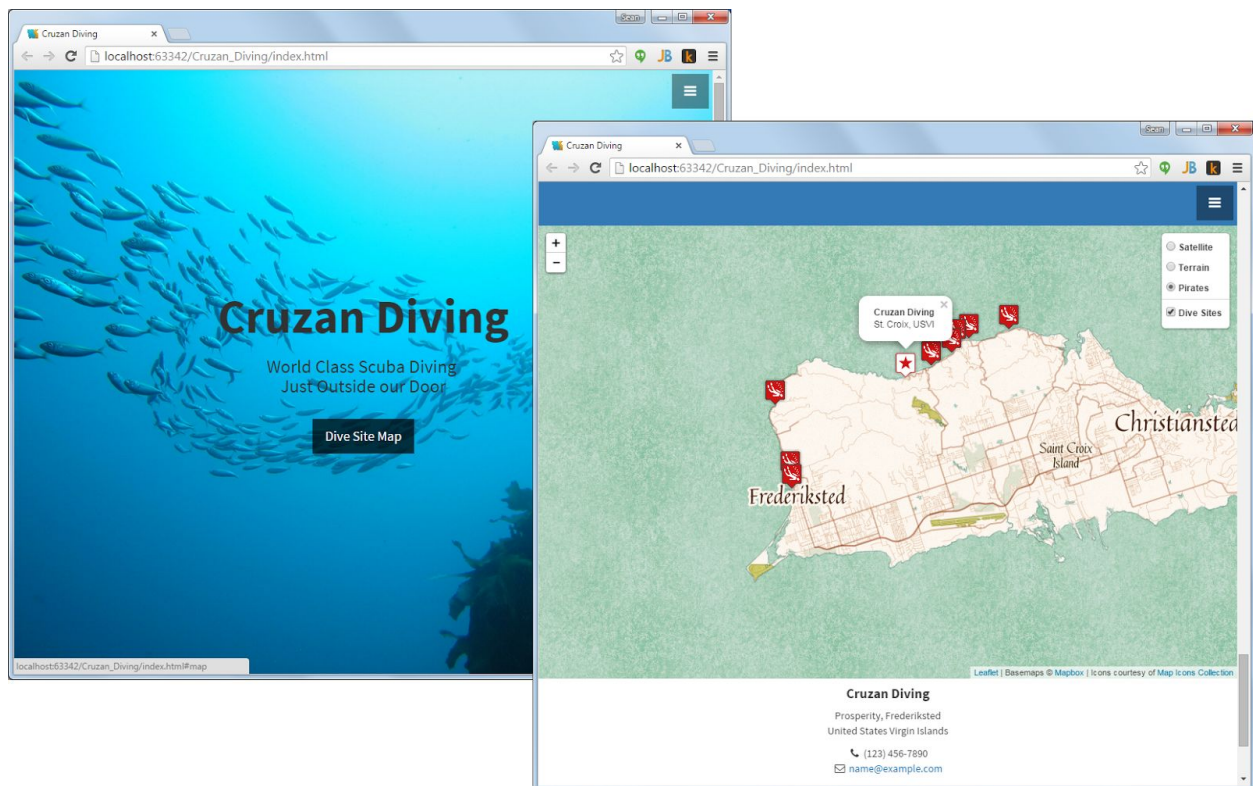 Sean
Cruzan Diving
localhost:63342/Cruzan_Diving/index.html
JB
k
Cruzan Diving
World Class Scuba Diving
Just Outside our Door
Dive Site Map
localhost:63342/Cruzan_Diving/index.html#map
Sean
Cruzan Diving
localhost:63342/Cruzan_Diving/index.html
JB
k
+
−
Satellite
Terrain
Pirates
Dive Sites
Cruzan Diving
St. Croix, USVI
Christiansted
Saint Croix
Island
Frederiksted
Leaflet | Basemaps © Mapbox | Icons courtesy of Map Icons Collection
Cruzan Diving
Prosperity, Frederiksted
United States Virgin Islands
(123) 456-7890
name@example.com